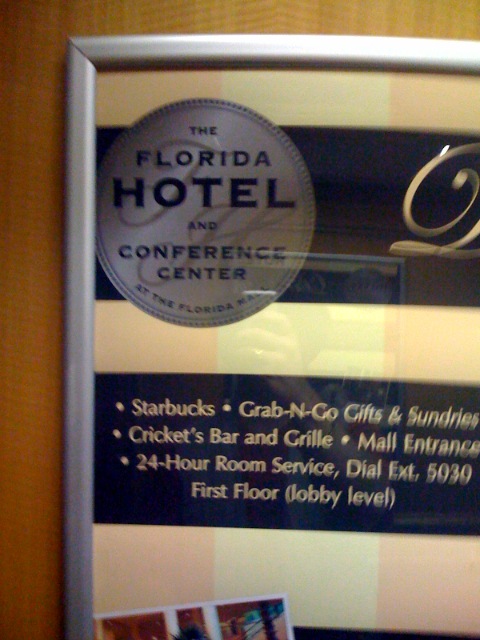 THE
FLORIDA
HOTEL
AND
CONFERENCE
CENTER
AT THE FLORIDA
• Starbucks • Grab-N-Go Gifts & Sundries
• Cricket's Bar and Grille • Mall Entrance
• 24-Hour Room Service, Dial Ext. 5030
First Floor (lobby level)